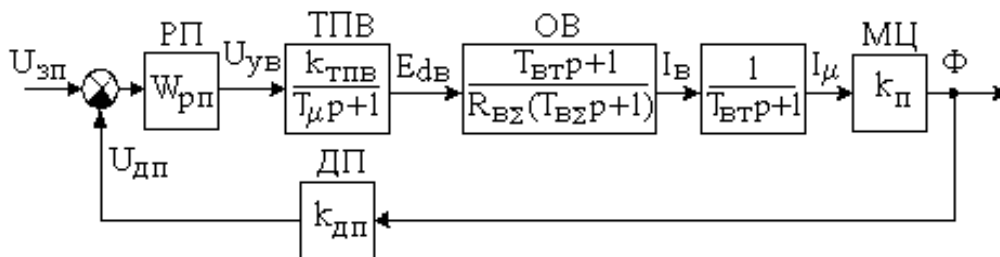 РП ТПВ ОВ МЦ
U_зп W_рп U_ув k_тпв / T_μp+1 E_dв T_втp+1 / R_вΣ(T_вΣp+1) I_в 1 / T_втp+1 I_μ k_п Ф
U_дп
ДП
k_дп